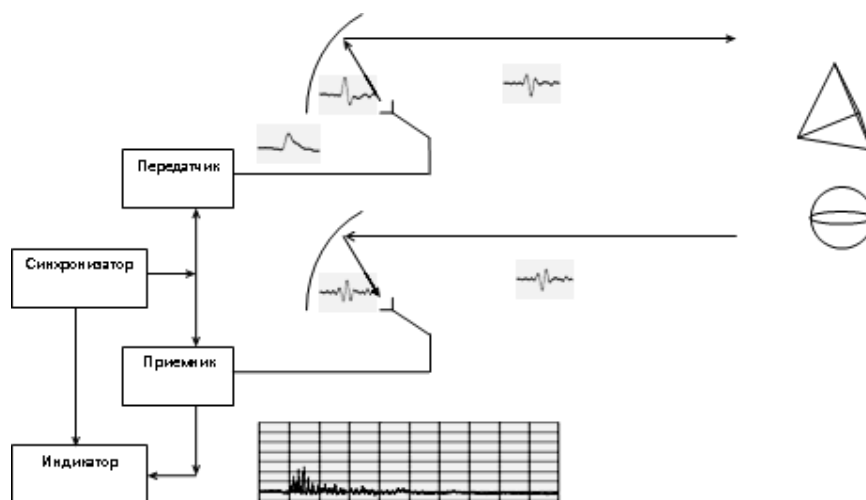 Передатчик
Синхронизатор
Приемник
Индикатор